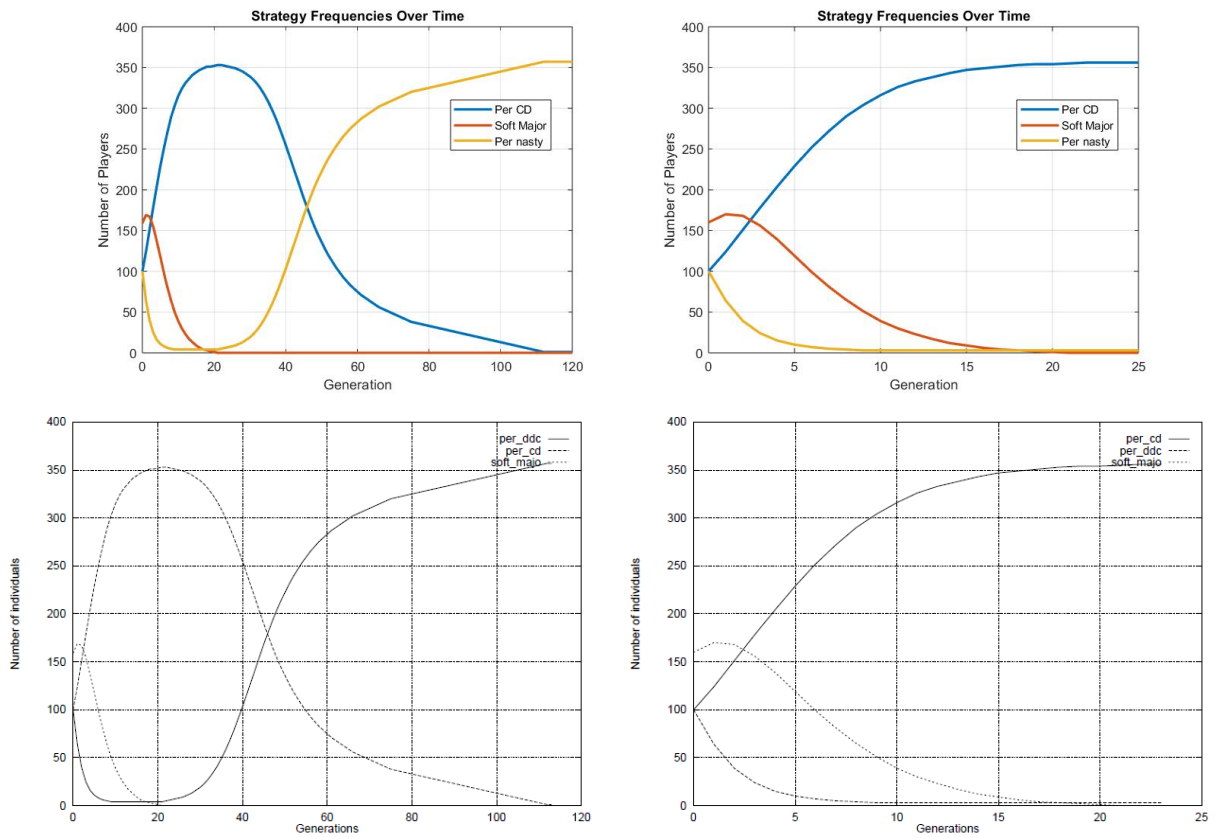 Strategy Frequencies Over Time
400
350
300
250
200
150
100
50
0
Number of Players
Per CD
Soft Major
Per nasty
0 20 40 60 80 100 120
Generation
Strategy Frequencies Over Time
400
350
300
250
200
150
100
50
0
Number of Players
Per CD
Soft Major
Per nasty
0 5 10 15 20 25
Generation
400
350
300
250
200
150
100
50
0
Number of individuals
per_ddc
per_cd
soft_majo
0 20 40 60 80 100 120
Generations
400
350
300
250
200
150
100
50
0
Number of individuals
per_cd
per_ddc
soft_majo
0 5 10 15 20 25
Generations